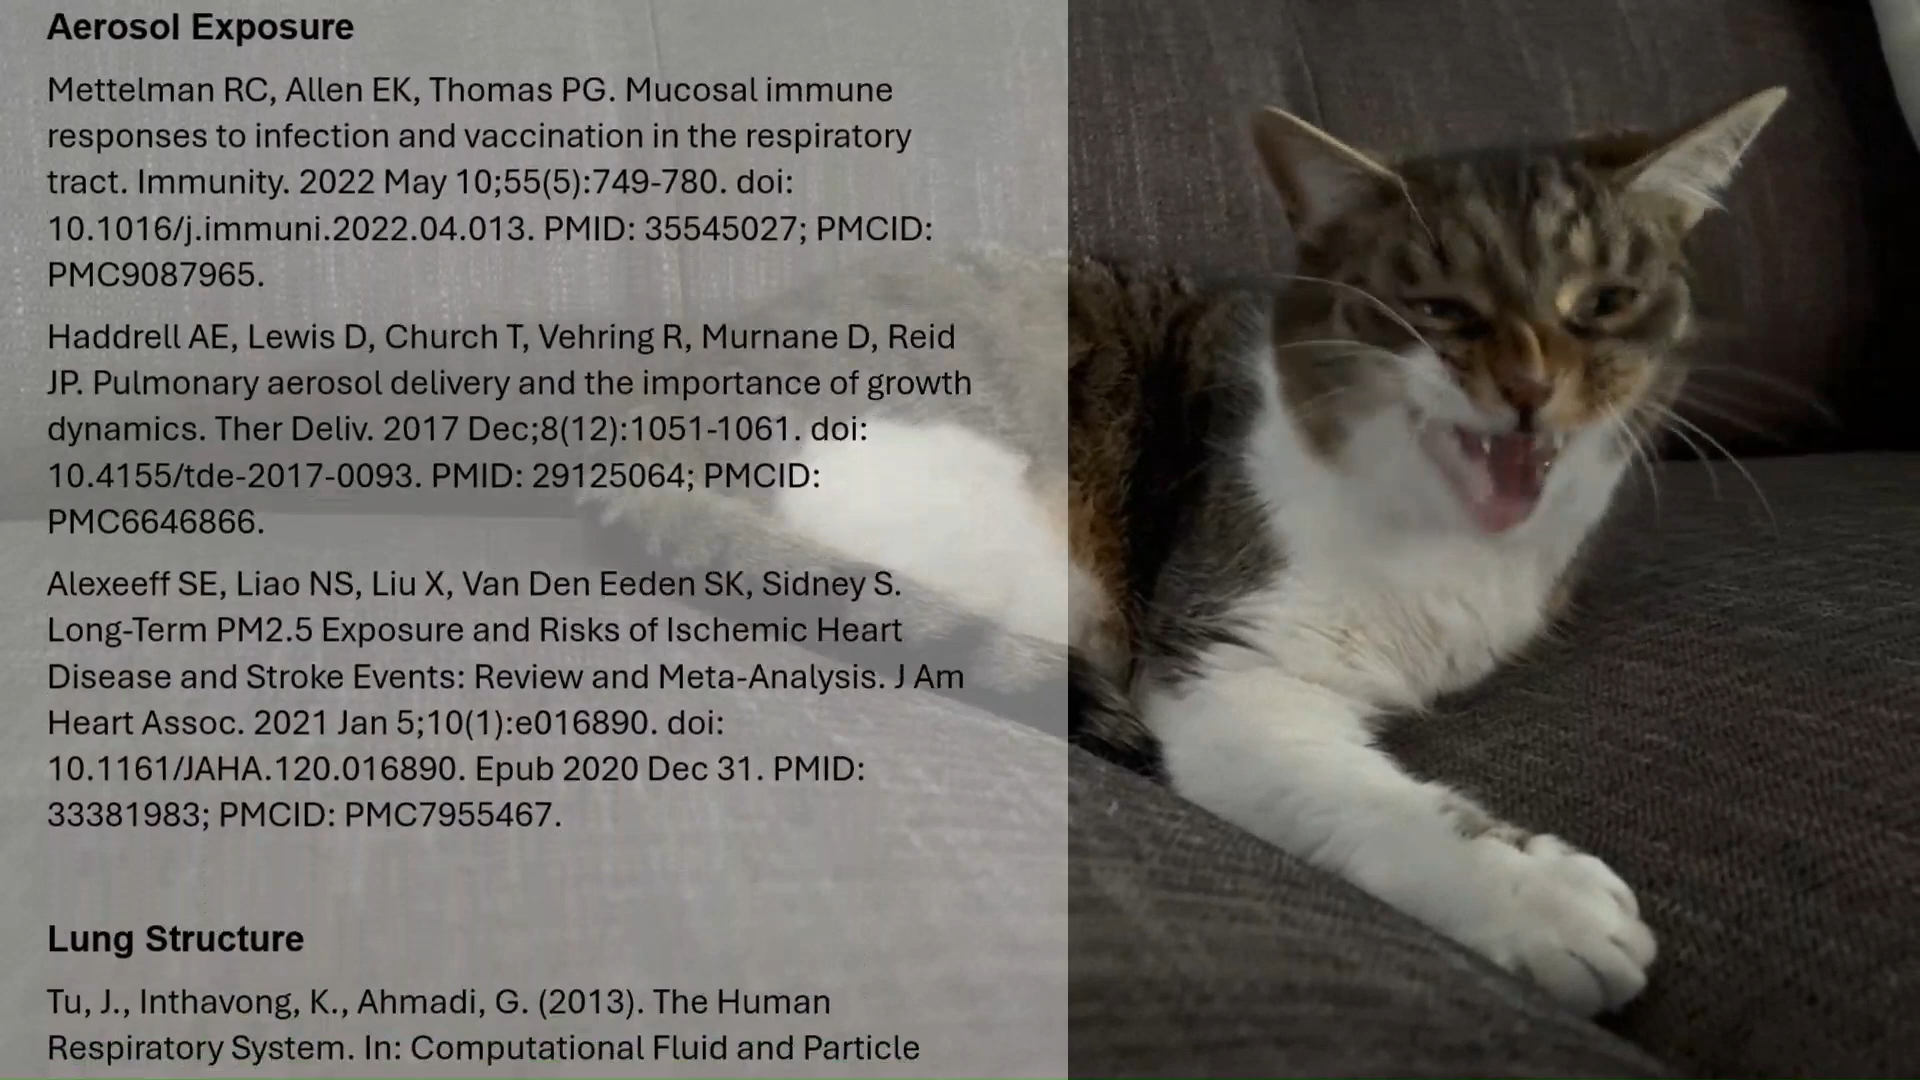 Aerosol Exposure
Mettelman RC, Allen EK, Thomas PG. Mucosal immune
responses to infection and vaccination in the respiratory
tract. Immunity. 2022 May 10;55(5):749-780. doi:
10.1016/j.immuni.2022.04.013. PMID: 35545027; PMCID:
PMC9087965.
Haddrell AE, Lewis D, Church T, Vehring R, Murnane D, Reid
JP. Pulmonary aerosol delivery and the importance of growth
dynamics. Ther Deliv. 2017 Dec;8(12):1051-1061. doi:
10.4155/tde-2017-0093. PMID: 29125064; PMCID:
PMC6646866.
Alexeeff SE, Liao NS, Liu X, Van Den Eeden SK, Sidney S.
Long-Term PM2.5 Exposure and Risks of Ischemic Heart
Disease and Stroke Events: Review and Meta-Analysis. J Am
Heart Assoc. 2021 Jan 5;10(1):e016890. doi:
10.1161/JAHA.120.016890. Epub 2020 Dec 31. PMID:
33381983; PMCID: PMC7955467.
Lung Structure
Tu, J., Inthavong, K., Ahmadi, G. (2013). The Human
Respiratory System. In: Computational Fluid and Particle